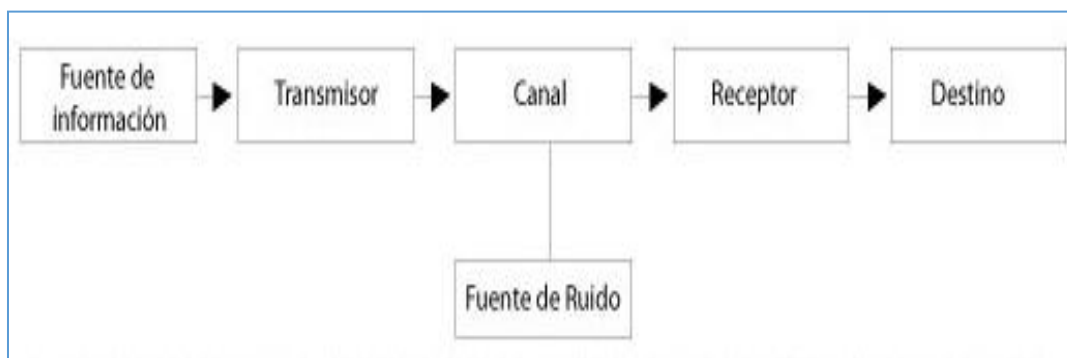 Fuente de
información
Transmisor
Canal
Receptor
Destino
Fuente de Ruido